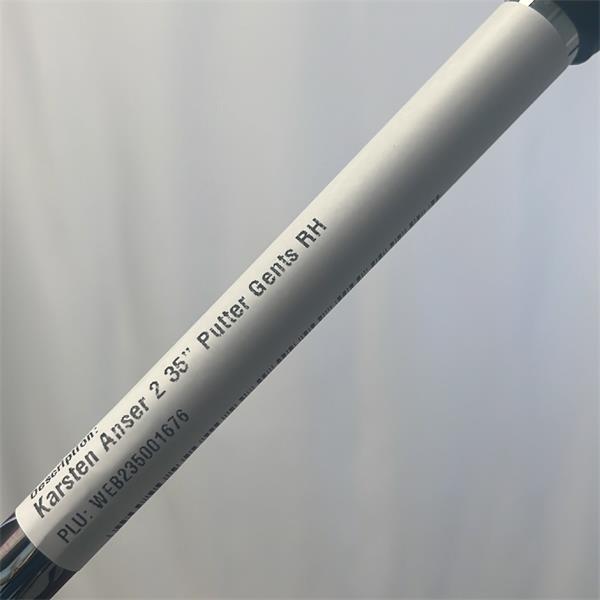 Description:
Karsten Anser 2 35" Putter Gents RH
PLU: WEB235001676